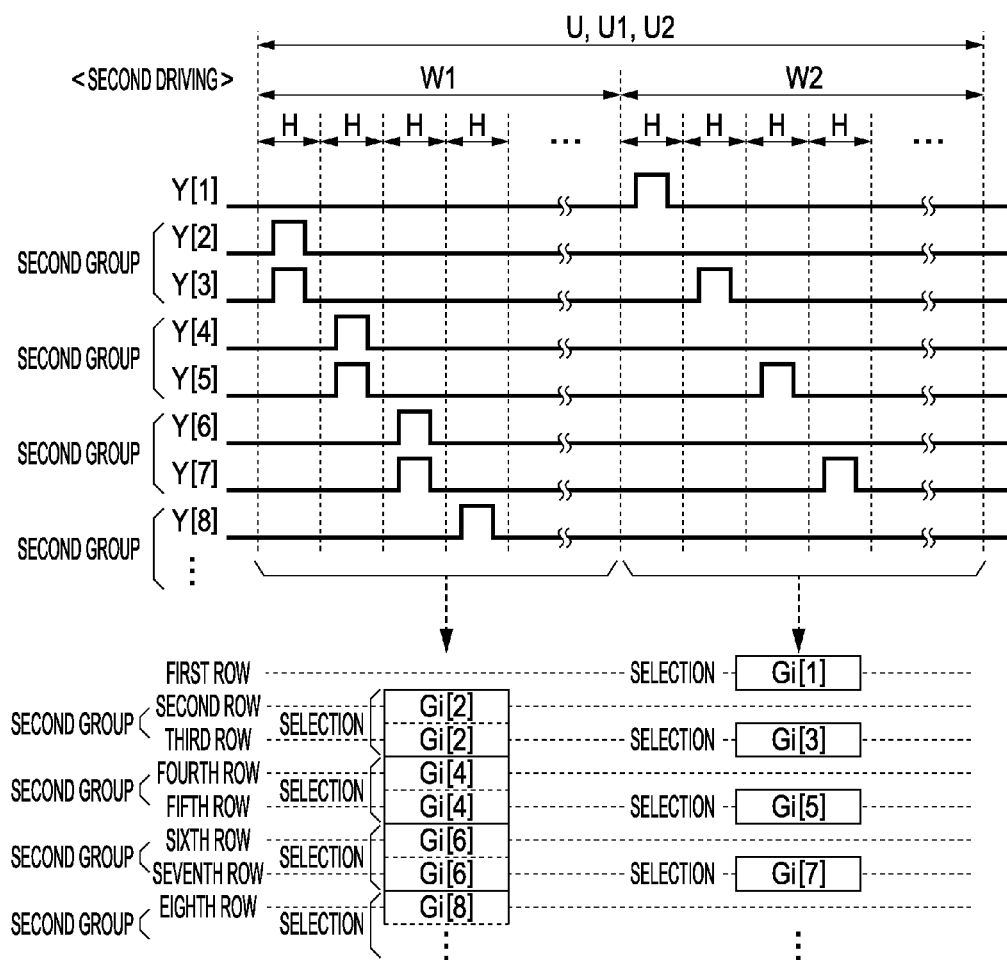 U, U1, U2
< SECOND DRIVING >
W1 W2
H H H H ... H H H H ...
Y[1]
Y[2]
SECOND GROUP
Y[3]
Y[4]
SECOND GROUP
Y[5]
Y[6]
SECOND GROUP
Y[7]
Y[8]
SECOND GROUP
⋮
FIRST ROW SELECTION Gi[1]
SECOND ROW Gi[2]
SECOND GROUP SELECTION
THIRD ROW Gi[2] SELECTION Gi[3]
FOURTH ROW Gi[4]
SECOND GROUP SELECTION
FIFTH ROW Gi[4] SELECTION Gi[5]
SIXTH ROW Gi[6]
SECOND GROUP SELECTION
SEVENTH ROW Gi[6] SELECTION Gi[7]
EIGHTH ROW Gi[8]
SECOND GROUP SELECTION
⋮ ⋮